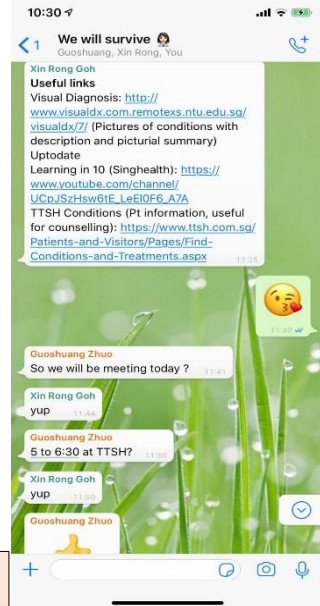 10:30
1
We will survive 👩🏻‍⚕️
Guoshuang, Xin Rong, You
Xin Rong Goh
Useful links
Visual Diagnosis: http://
www.visualdx.com.remotexs.ntu.edu.sg/
visualdx/7/ (Pictures of conditions with
description and picturial summary)
Uptodate
Learning in 10 (Singhealth): https://
www.youtube.com/channel/
UCpJSzHsw6tE_LeEI0F6_A7A
TTSH Conditions (Pt information, useful
for counselling): https://www.ttsh.com.sg/
Patients-and-Visitors/Pages/Find-
Conditions-and-Treatments.aspx 11:25
😘
11:40
Guoshuang Zhuo
So we will be meeting today ? 11:41
Xin Rong Goh
yup 11:44
Guoshuang Zhuo
5 to 6:30 at TTSH? 11:50
Xin Rong Goh
yup 11:50
Guoshuang Zhuo